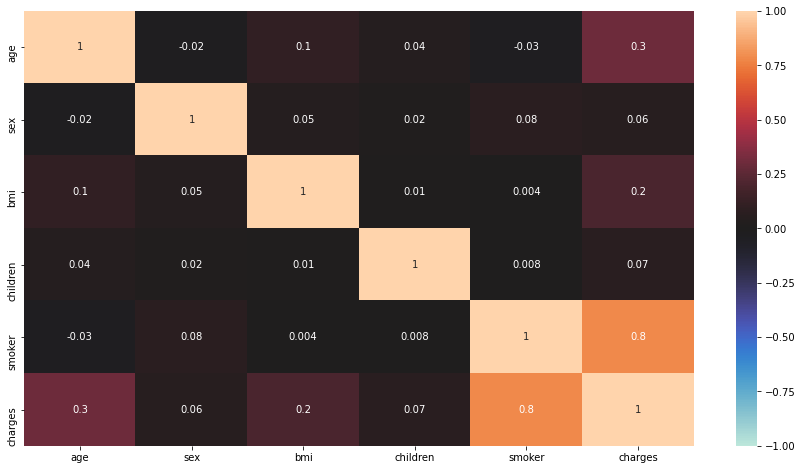 age 1 -0.02 0.1 0.04 -0.03 0.3
sex -0.02 1 0.05 0.02 0.08 0.06
bmi 0.1 0.05 1 0.01 0.004 0.2
children 0.04 0.02 0.01 1 0.008 0.07
smoker -0.03 0.08 0.004 0.008 1 0.8
charges 0.3 0.06 0.2 0.07 0.8 1
age sex bmi children smoker charges
1.00
0.75
0.50
0.25
0.00
−0.25
−0.50
−0.75
−1.00